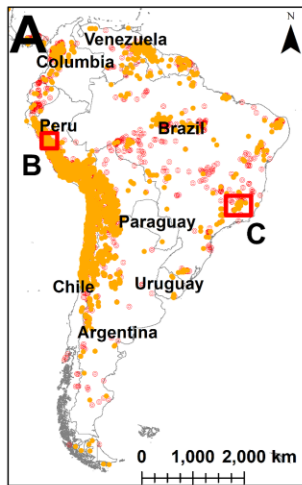 A
N
Venezuela
Columbia
Peru
Brazil
B
C
Paraguay
Chile
Uruguay
Argentina
0 1,000 2,000 km